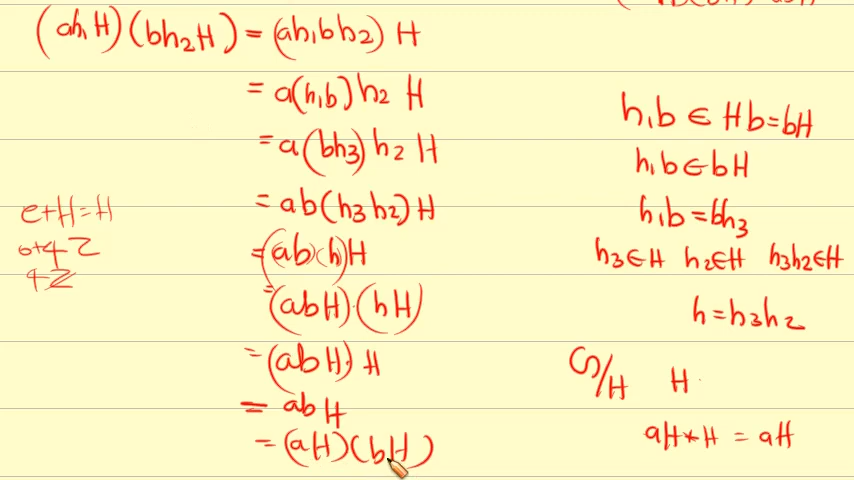 (ah₁H)(bh₂H) = (ah₁bh₂) H
= a(h₁b)h₂ H
= a(bh₃)h₂ H
= ab(h₃h₂)H
=(ab(h)H
=(abH)·(hH)
=(abH)·H
= abH
= (aH)(bH)
h₁b ∈ Hb=bH
h₁b∈bH
h₁b=bh₃
h₃∈H h₂∈H h₃h₂∈H
h=h₃h₂
G/H H
aH*H = aH
e+H=H
0+4Z
4Z